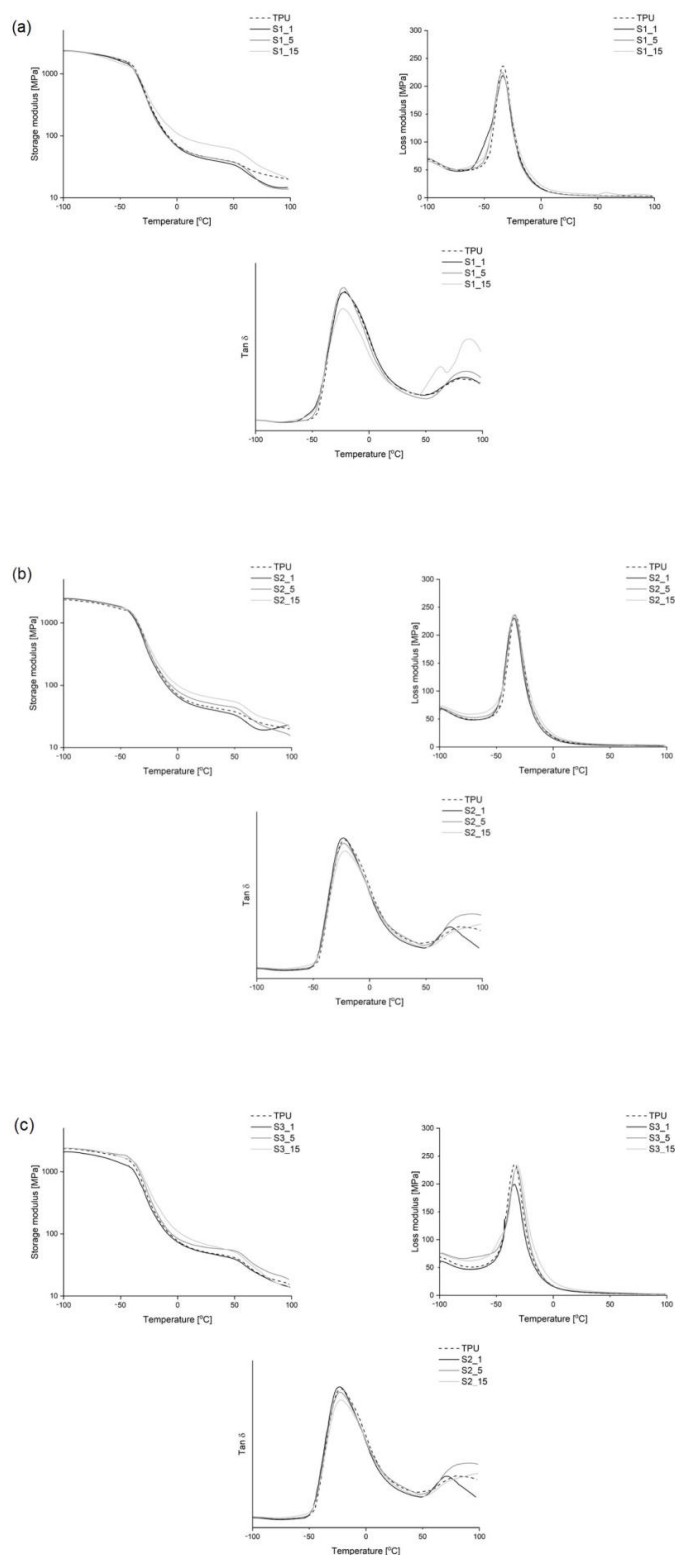 (a)
TPU
S1_1
S1_5
S1_15
Storage modulus [MPa]
1000
100
10
-100
-50
0
50
100
Temperature [°C]
TPU
S1_1
S1_5
S1_15
Loss modulus [MPa]
300
250
200
150
100
50
0
-100
-50
0
50
100
Temperature [°C]
TPU
S1_1
S1_5
S1_15
Tan δ
-100
-50
0
50
100
Temperature [°C]
(b)
TPU
S2_1
S2_5
S2_15
Storage modulus [MPa]
1000
100
10
-100
-50
0
50
100
Temperature [°C]
TPU
S2_1
S2_5
S2_15
Loss modulus [MPa]
300
250
200
150
100
50
0
-100
-50
0
50
100
Temperature [°C]
TPU
S2_1
S2_5
S2_15
Tan δ
-100
-50
0
50
100
Temperature [°C]
(c)
TPU
S3_1
S3_5
S3_15
Storage modulus [MPa]
1000
100
10
-100
-50
0
50
100
Temperature [°C]
TPU
S3_1
S3_5
S3_15
Loss modulus [MPa]
300
250
200
150
100
50
0
-100
-50
0
50
100
Temperature [°C]
TPU
S2_1
S2_5
S2_15
Tan δ
-100
-50
0
50
100
Temperature [°C]